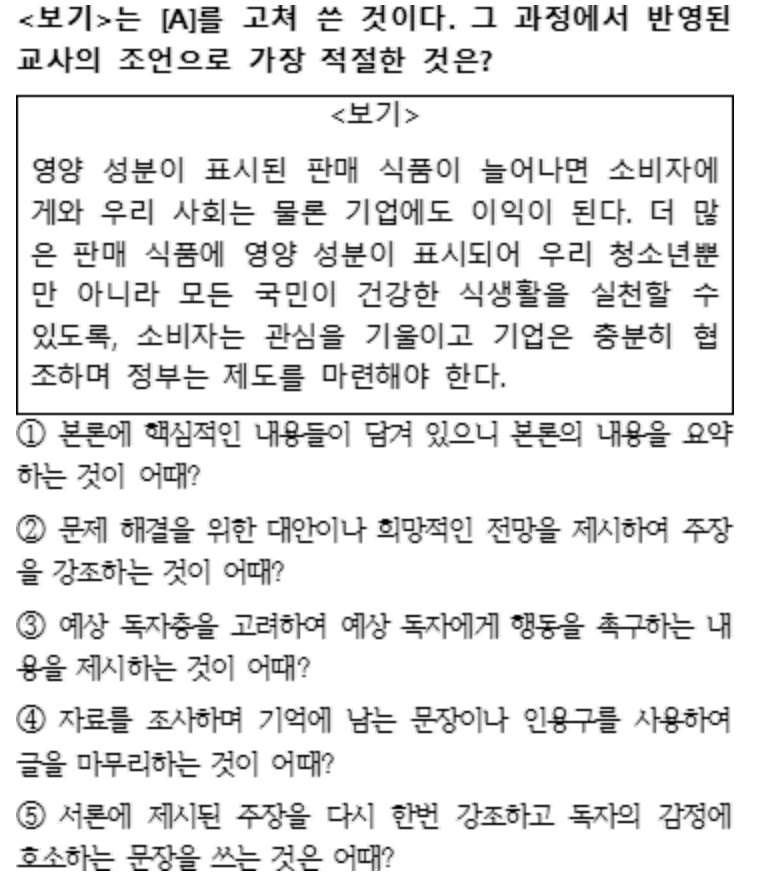 <보기>는 [A]를 고쳐 쓴 것이다. 그 과정에서 반영된
교사의 조언으로 가장 적절한 것은?
<보기>
영양 성분이 표시된 판매 식품이 늘어나면 소비자에
게와 우리 사회는 물론 기업에도 이익이 된다. 더 많
은 판매 식품에 영양 성분이 표시되어 우리 청소년뿐
만 아니라 모든 국민이 건강한 식생활을 실천할 수
있도록, 소비자는 관심을 기울이고 기업은 충분히 협
조하며 정부는 제도를 마련해야 한다.
① 본론에 핵심적인 내용들이 담겨 있으니 본론의 내용을 요약
하는 것이 어때?
② 문제 해결을 위한 대안이나 희망적인 전망을 제시하여 주장
을 강조하는 것이 어때?
③ 예상 독자층을 고려하여 예상 독자에게 행동을 촉구하는 내
용을 제시하는 것이 어때?
④ 자료를 조사하며 기억에 남는 문장이나 인용구를 사용하여
글을 마무리하는 것이 어때?
⑤ 서론에 제시된 주장을 다시 한번 강조하고 독자의 감정에
호소하는 문장을 쓰는 것은 어때?